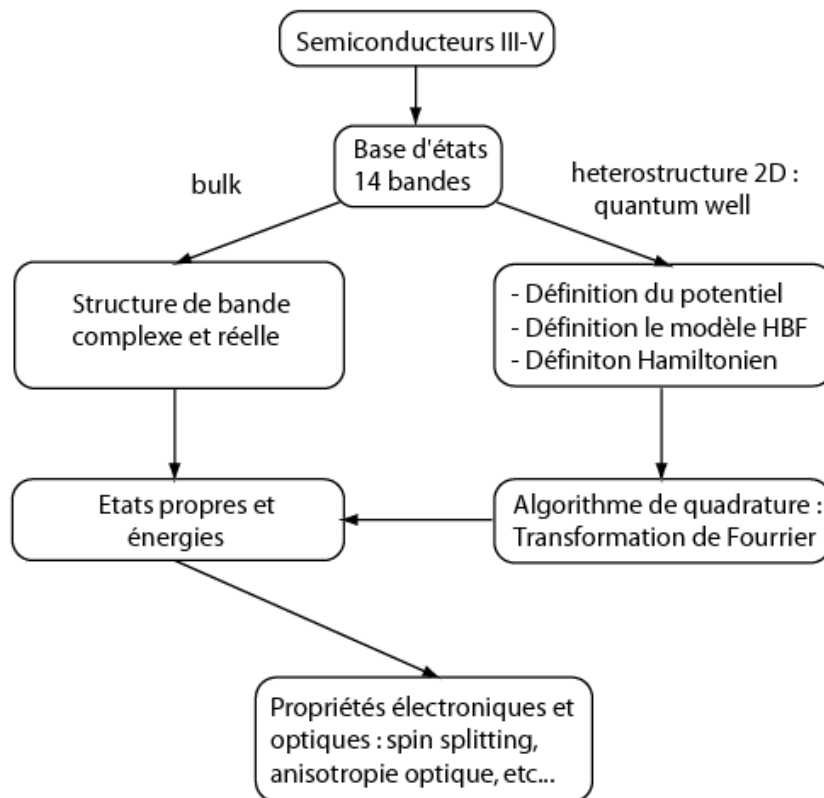 Semiconducteurs III-V
Base d'états
14 bandes
bulk
heterostructure 2D :
quantum well
Structure de bande
complexe et réelle
- Définition du potentiel
- Définition le modèle HBF
- Définiton Hamiltonien
Etats propres et
énergies
Algorithme de quadrature :
Transformation de Fourrier
Propriétés électroniques et
optiques : spin splitting,
anisotropie optique, etc...